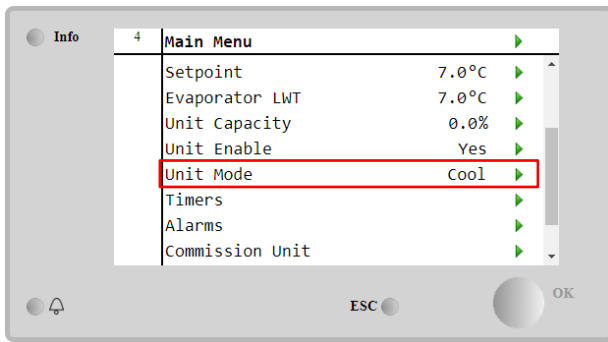 Info
4 Main Menu
Setpoint 7.0°C
Evaporator LWT 7.0°C
Unit Capacity 0.0%
Unit Enable Yes
Unit Mode Cool
Timers
Alarms
Commission Unit
ESC OK